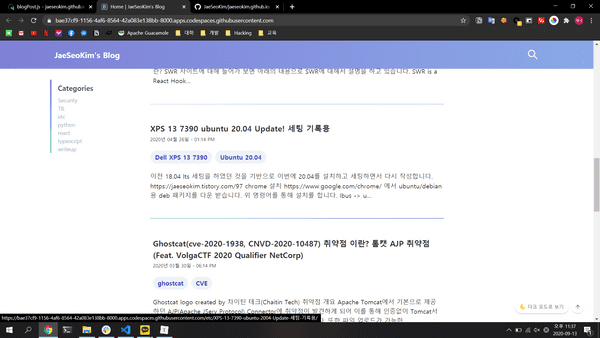 blogPost.js - jaeseokim.github.io
Home | JaeSeoKim's Blog
JaeSeoKim/jaeseokim.github.io
bae37cf9-1156-4af6-8564-42a083e138bb-8000.apps.codespaces.githubusercontent.com
Apache Guacamole
대학
개발
Hacking
교육
JaeSeoKim's Blog
란? SWR 사이트에 대해 들어가 보면 아래의 내용으로 SWR에 대해서 설명을 하고 있습니다. SWR is a
React Hook...
Categories
Security
TIL
etc
python
react
typescript
writeup
XPS 13 7390 ubuntu 20.04 Update! 세팅 기록용
2020년 04월 26일 - 01:14 PM
Dell XPS 13 7390
Ubuntu 20.04
이전 18.04 lts 세팅을 하였던 것을 기반으로 이번에 20.04를 설치하고 세팅하면서 다시 작성합니다.
https://jaeseokim.tistory.com/97 chrome 설치 https://www.google.com/chrome/ 에서 ubuntu/debian
용 deb 패키지를 다운 받습니다. 위 명령어를 통해 설치를 합니다. Ibus -> u...
Ghostcat(cve-2020-1938, CNVD-2020-10487) 취약점 이란? 톰캣 AJP 취약점
(Feat. VolgaCTF 2020 Qualifier NetCorp)
2020년 03월 30일 - 06:14 PM
ghostcat
CVE
Ghostcat logo created by 차이틴 테크(Chaitin Tech) 취약점 개요 Apache Tomcat에서 기본으로 제공
하던 AJP(Apache JServ Protocol) Connector에 취약점이 발견하게 되어 이를 통해 인증없이 Tomcat서
다크 모드로 보기
https://bae37cf9-1156-4af6-8564-42a083e138bb-8000.apps.codespaces.githubusercontent.com/etc/XPS-13-7390-ubuntu-2004-Update-세팅-기록용/
오후 11:37
2020-09-13